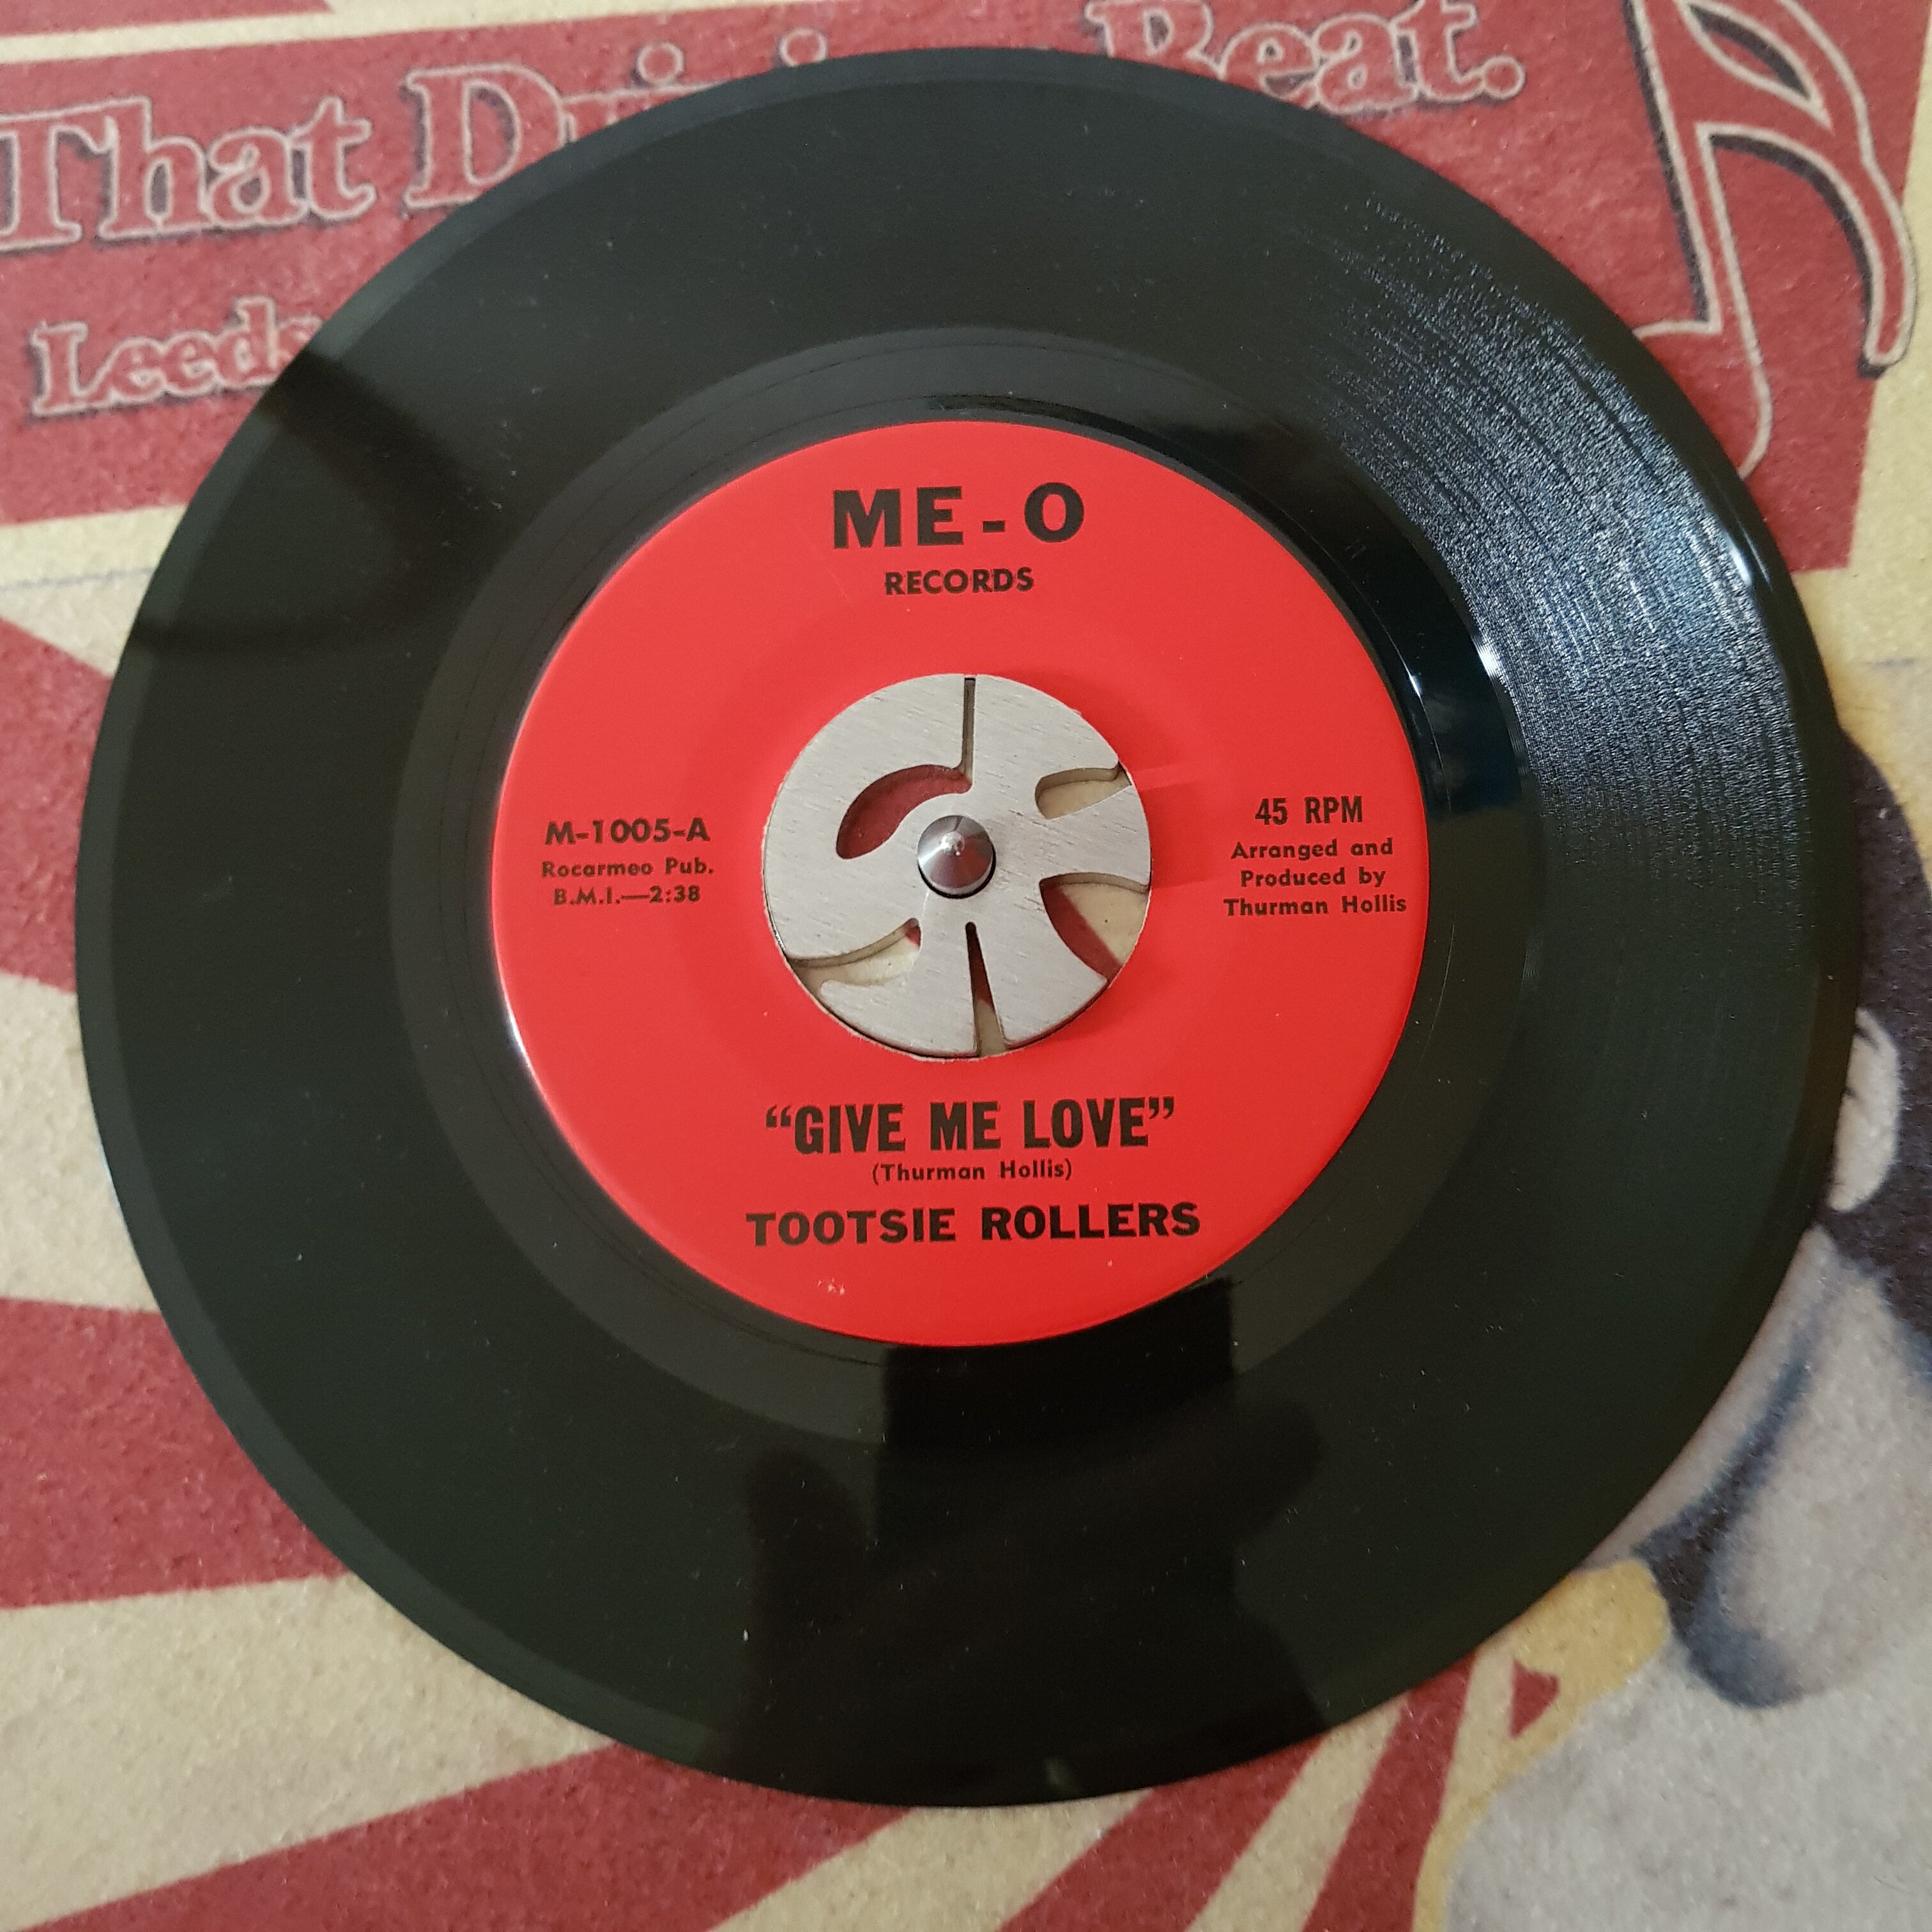 That Beat.
Leeds
ME-O
RECORDS
M-1005-A
Rocarmeo Pub.
B.M.I.—2:38
45 RPM
Arranged and
Produced by
Thurman Hollis
“GIVE ME LOVE”
(Thurman Hollis)
TOOTSIE ROLLERS